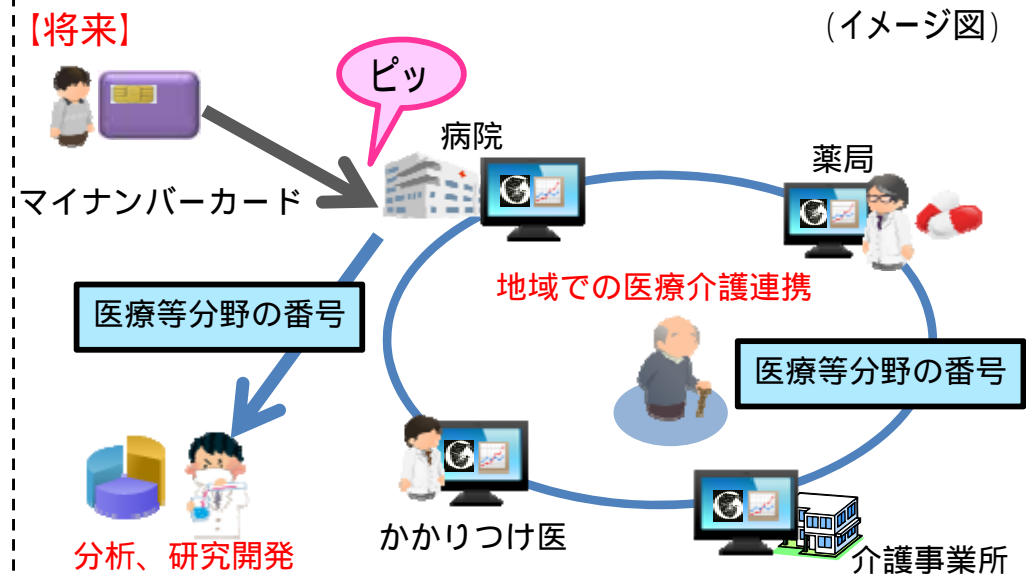 【将来】
(イメージ図)
ピッ
病院
薬局
マイナンバーカード
地域での医療介護連携
医療等分野の番号
医療等分野の番号
かかりつけ医
分析、研究開発
介護事業所